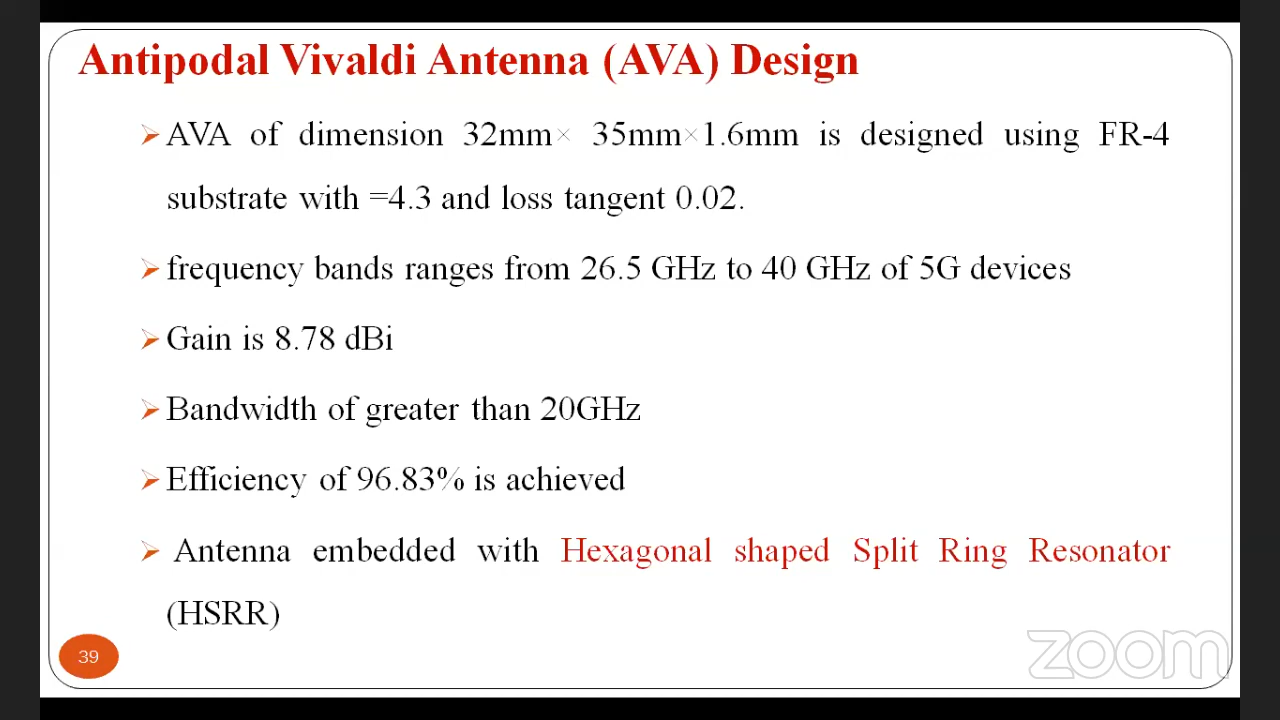 Antipodal Vivaldi Antenna (AVA) Design
AVA of dimension 32mm× 35mm×1.6mm is designed using FR-4
substrate with =4.3 and loss tangent 0.02.
frequency bands ranges from 26.5 GHz to 40 GHz of 5G devices
Gain is 8.78 dBi
Bandwidth of greater than 20GHz
Efficiency of 96.83% is achieved
Antenna embedded with Hexagonal shaped Split Ring Resonator
(HSRR)
39
zoom